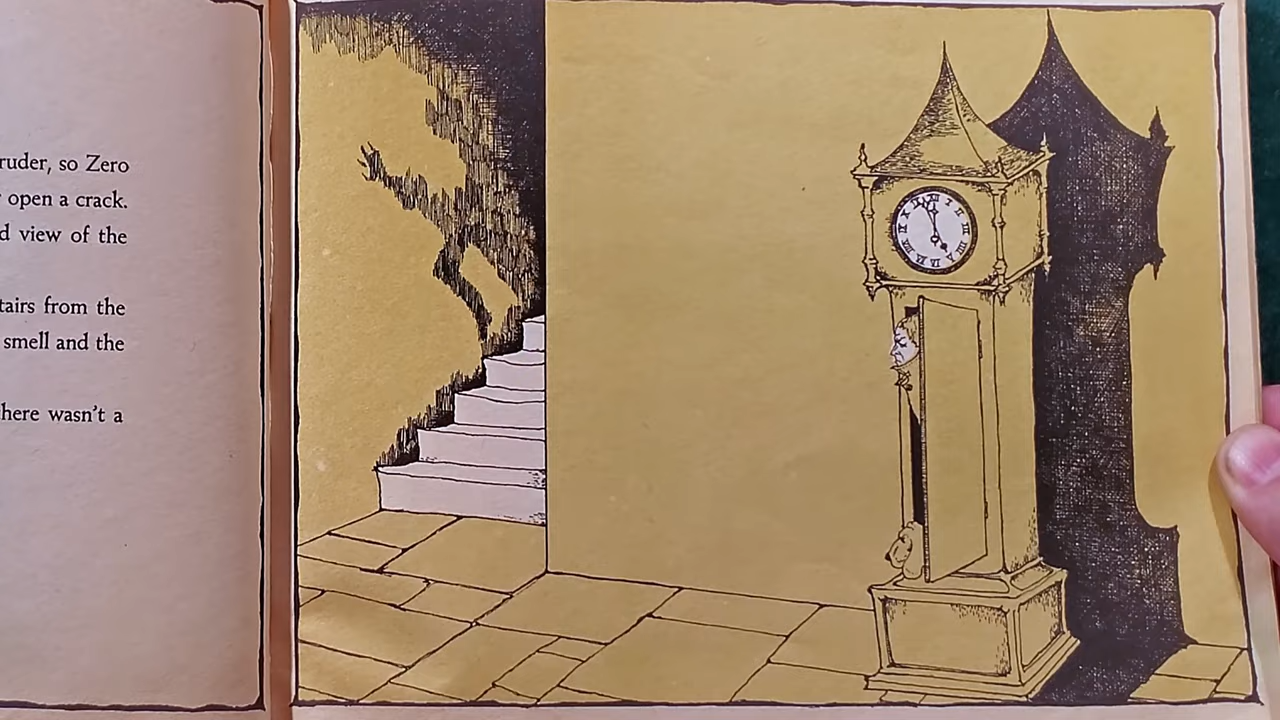 ruder, so Zero
open a crack.
d view of the
tairs from the
smell and the
here wasn't a